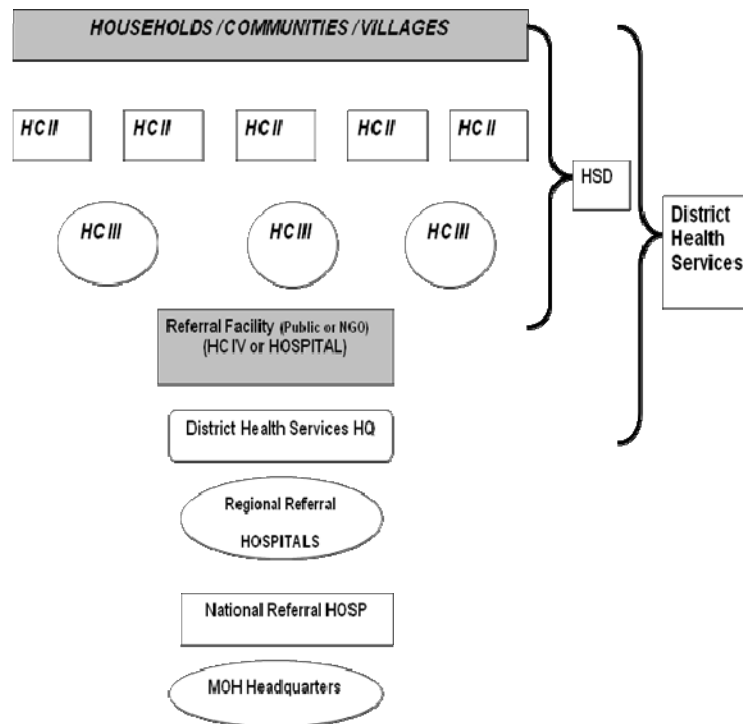 HOUSEHOLDS / COMMUNITIES / VILLAGES
HC II
HC II
HC II
HC II
HC II
HSD
District
Health
Services
HC III
HC III
HC III
Referral Facility (Public or NGO)
(HC IV or HOSPITAL)
District Health Services HQ
Regional Referral
HOSPITALS
National Referral HOSP
MOH Headquarters